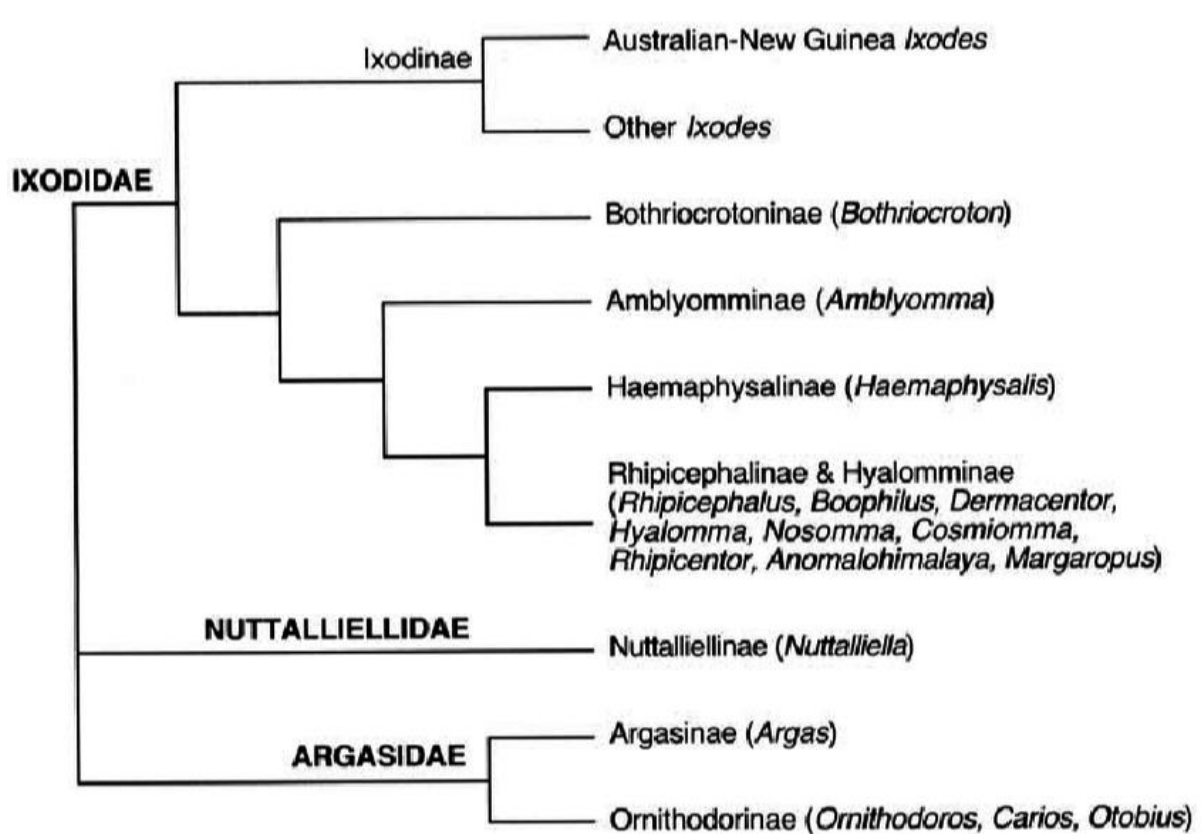 Ixodinae
Australian-New Guinea Ixodes
Other Ixodes
IXODIDAE
Bothriocrotoninae (Bothriocroton)
Amblyomminae (Amblyomma)
Haemaphysalinae (Haemaphysalis)
Rhipicephalinae & Hyalomminae
(Rhipicephalus, Boophilus, Dermacentor,
Hyalomma, Nosomma, Cosmiomma,
Rhipicentor, Anomalohimalaya, Margaropus)
NUTTALLIELLIDAE
Nuttalliellinae (Nuttalliella)
ARGASIDAE
Argasinae (Argas)
Ornithodorinae (Ornithodoros, Carios, Otobius)